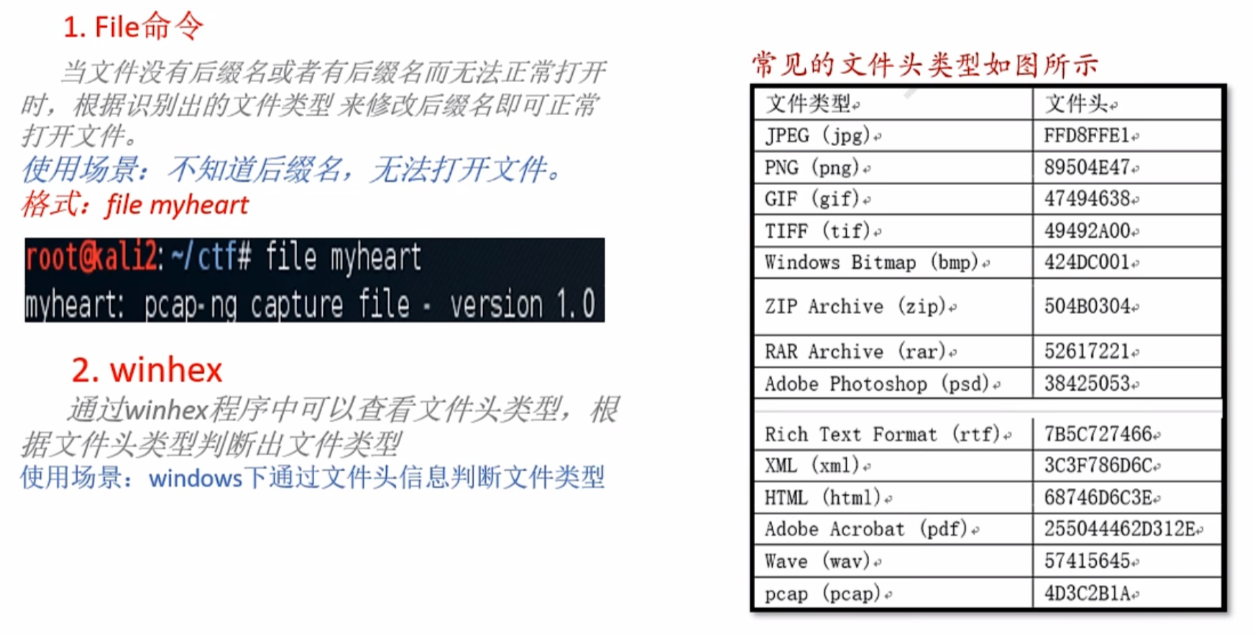 1. File命令
当文件没有后缀名或者有后缀名而无法正常打开
时，根据识别出的文件类型 来修改后缀名即可正常
打开文件。
使用场景：不知道后缀名，无法打开文件。
格式：file myheart
root@kali2:~/ctf# file myheart
myheart: pcap-ng capture file - version 1.0
2. winhex
通过winhex程序中可以查看文件头类型，根
据文件头类型判断出文件类型
使用场景：windows下通过文件头信息判断文件类型
常见的文件头类型如图所示
文件类型 文件头
JPEG (jpg) FFD8FFE1
PNG (png) 89504E47
GIF (gif) 47494638
TIFF (tif) 49492A00
Windows Bitmap (bmp) 424DC001
ZIP Archive (zip) 504B0304
RAR Archive (rar) 52617221
Adobe Photoshop (psd) 38425053
Rich Text Format (rtf) 7B5C727466
XML (xml) 3C3F786D6C
HTML (html) 68746D6C3E
Adobe Acrobat (pdf) 255044462D312E
Wave (wav) 57415645
pcap (pcap) 4D3C2B1A